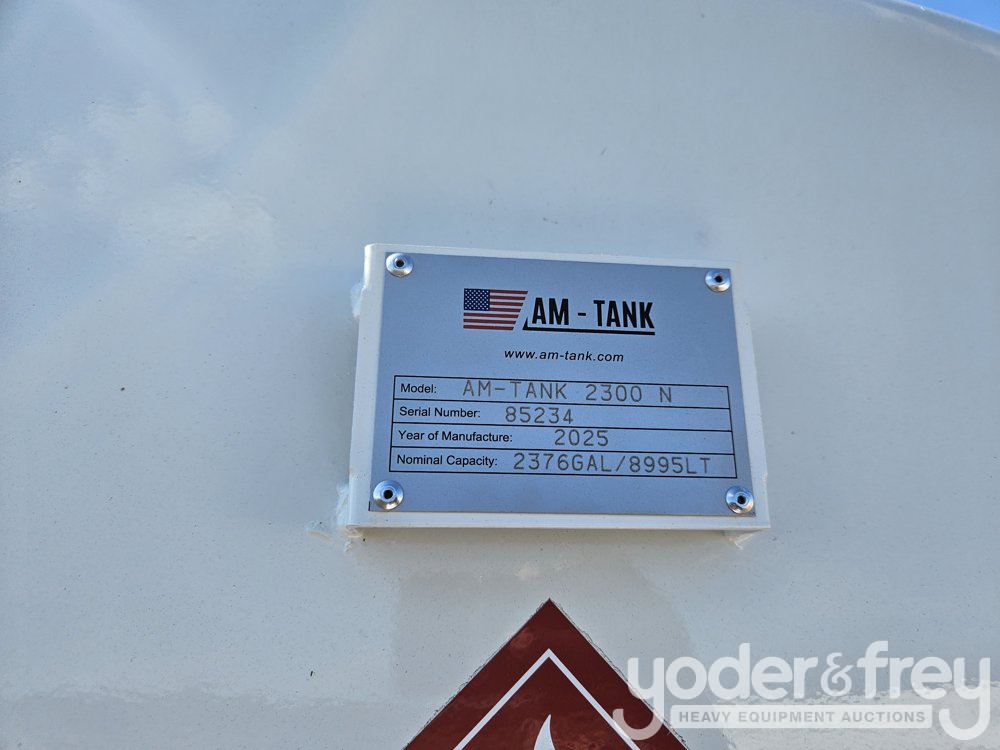 AM - TANK
www.am-tank.com
Model: AM-TANK 2300 N
Serial Number: 85234
Year of Manufacture: 2025
Nominal Capacity: 2376GAL/8995LT
yoder&frey
HEAVY EQUIPMENT AUCTIONS